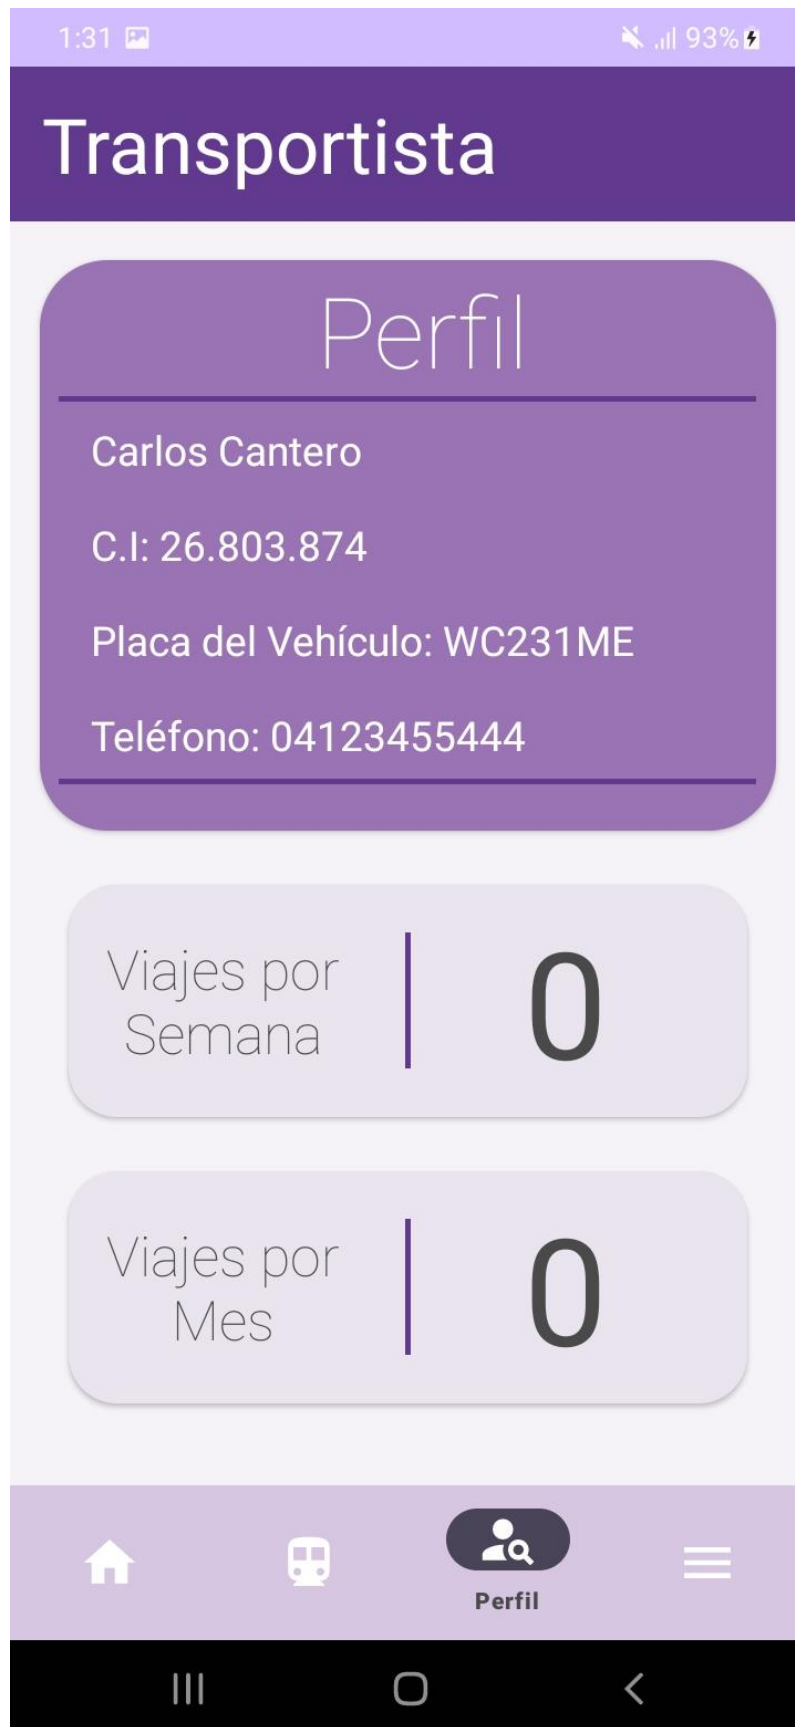 1:31 93%
Transportista
Perfil
Carlos Cantero
C.I: 26.803.874
Placa del Vehículo: WC231ME
Teléfono: 04123455444
Viajes por
Semana
0
Viajes por
Mes
0
Perfil